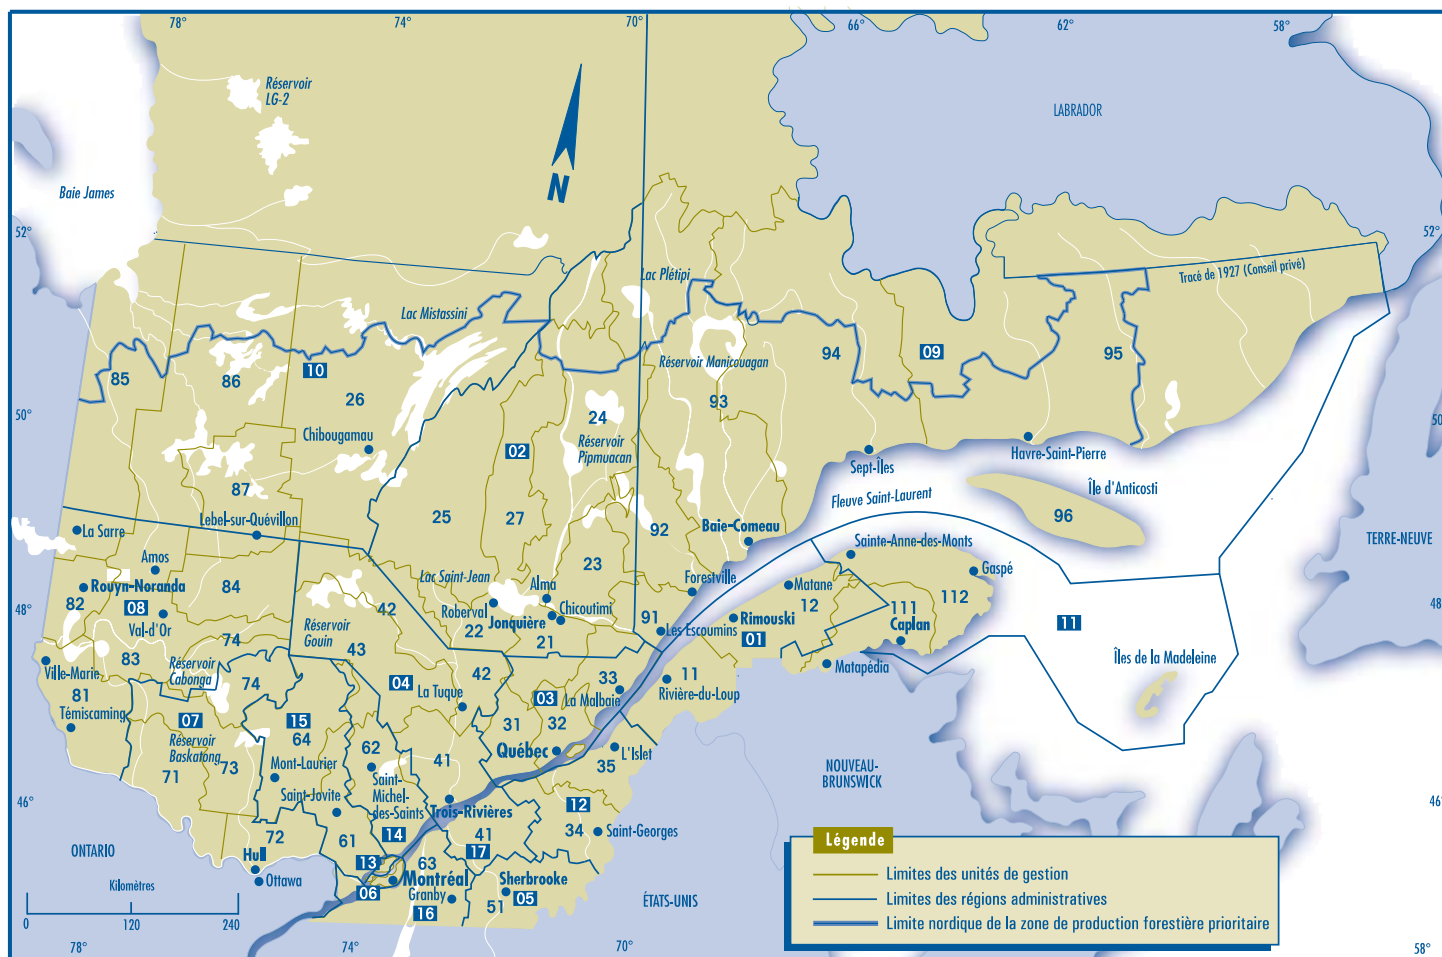 78°
74°
70°
66°
62°
58°
Réservoir
LG-2
LABRADOR
Baie James
N
52°
52°
Lac Plétipi
Tracé de 1927 (Conseil privé)
Lac Mistassini
94
09
95
Réservoir Manicouagan
85
86
10
26
93
50°
24
Chibougamau
02
Réservoir
Pipmuacan
Sept-Îles
Havre-Saint-Pierre
Île d'Anticosti
87
Fleuve Saint-Laurent
Lebel-sur-Quévillon
25
27
92
Baie-Comeau
96
La Sarre
TERRE-NEUVE
Amos
Sainte-Anne-des-Monts
Rouyn-Noranda
84
Lac Saint-Jean
Alma
23
Forestville
Matane
Gaspé
82
08
Val-d'Or
42
Roberval
Jonquière
Chicoutimi
12
111
112
48°
48°
Réservoir
Gouin
22
21
91
Les Escoumins
Rimouski
01
Caplan
11
74
83
43
Ville-Marie
Réservoir
Cabonga
Matapédia
Îles de la Madeleine
81
74
04
42
33
11
Témiscaming
La Tuque
03
La Malbaie
Rivière-du-Loup
07
15
64
31
32
Réservoir
Baskatong
62
Québec
L'Islet
71
73
Mont-Laurier
41
35
NOUVEAU-
BRUNSWICK
Saint-
Michel-
des-Saints
46°
46°
Saint-Jovite
Trois-Rivières
12
72
61
14
41
34
Saint-Georges
ONTARIO
Hull
13
63
17
Ottawa
Montréal
Sherbrooke
Kilomètres
06
Granby
51
05
16
ÉTATS-UNIS
0
120
240
78°
74°
70°
58°
Légende
Limites des unités de gestion
Limites des régions administratives
Limite nordique de la zone de production forestière prioritaire